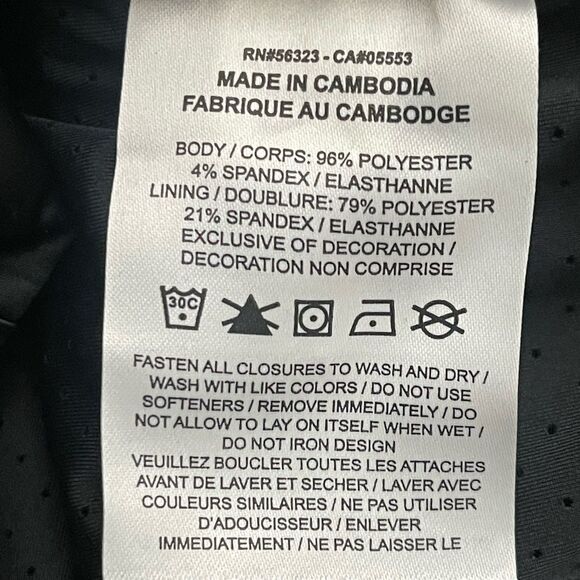 RN#56323 - CA#05553
MADE IN CAMBODIA
FABRIQUE AU CAMBODGE
BODY / CORPS: 96% POLYESTER
4% SPANDEX / ELASTHANNE
LINING / DOUBLURE: 79% POLYESTER
21% SPANDEX / ELASTHANNE
EXCLUSIVE OF DECORATION /
DECORATION NON COMPRISE
30C
FASTEN ALL CLOSURES TO WASH AND DRY /
WASH WITH LIKE COLORS / DO NOT USE
SOFTENERS / REMOVE IMMEDIATELY / DO
NOT ALLOW TO LAY ON ITSELF WHEN WET /
DO NOT IRON DESIGN
VEUILLEZ BOUCLER TOUTES LES ATTACHES
AVANT DE LAVER ET SECHER / LAVER AVEC
COULEURS SIMILAIRES / NE PAS UTILISER
D'ADOUCISSEUR / ENLEVER
IMMEDIATEMENT / NE PAS LAISSER LE